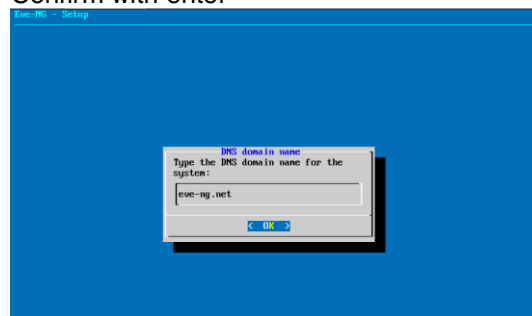 Confirm with enter
Eve-NG - Setup
DNS domain name
Type the DNS domain name for the
system:
eve-ng.net
< OK >